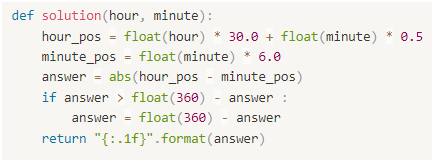 def solution(hour, minute):
    hour_pos = float(hour) * 30.0 + float(minute) * 0.5
    minute_pos = float(minute) * 6.0
    answer = abs(hour_pos - minute_pos)
    if answer > float(360) - answer :
        answer = float(360) - answer
    return "{:.1f}".format(answer)